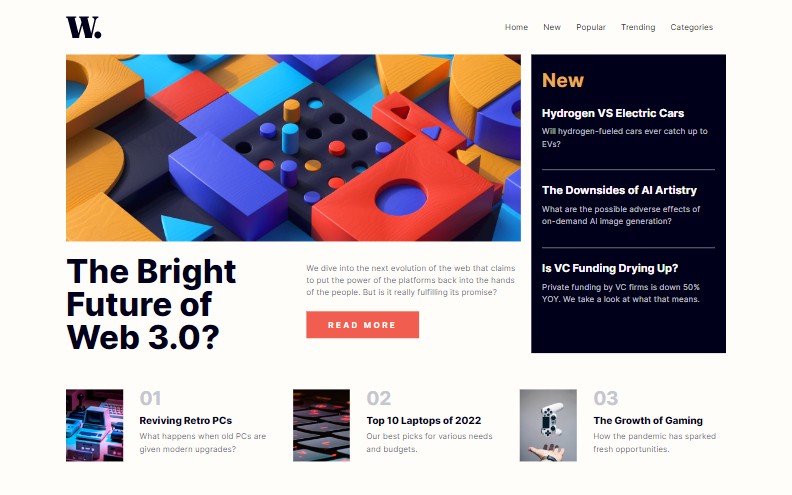 W.
Home New Popular Trending Categories
The Bright
Future of
Web 3.0?
We dive into the next evolution of the web that claims
to put the power of the platforms back into the hands
of the people. But is it really fulfilling its promise?
READ MORE
New
Hydrogen VS Electric Cars
Will hydrogen-fueled cars ever catch up to
EVs?
The Downsides of AI Artistry
What are the possible adverse effects of
on-demand AI image generation?
Is VC Funding Drying Up?
Private funding by VC firms is down 50%
YOY. We take a look at what that means.
01
Reviving Retro PCs
What happens when old PCs are
given modern upgrades?
02
Top 10 Laptops of 2022
Our best picks for various needs
and budgets.
03
The Growth of Gaming
How the pandemic has sparked
fresh opportunities.